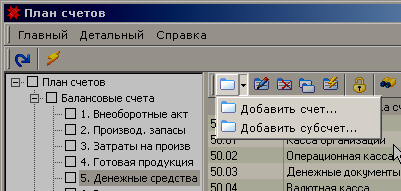 План счетов
Главный Детальный Справка
План счетов
Балансовые счета
1. Внеоборотные акт
2. Производ. запасы
3. Затраты на произв
4. Готовая продукция
5. Денежные средства
Добавить счет...
Добавить субсчет...
50.01 Касса организации
50.02 Операционная касса
50.03 Денежные документы
50.04 Валютная касса